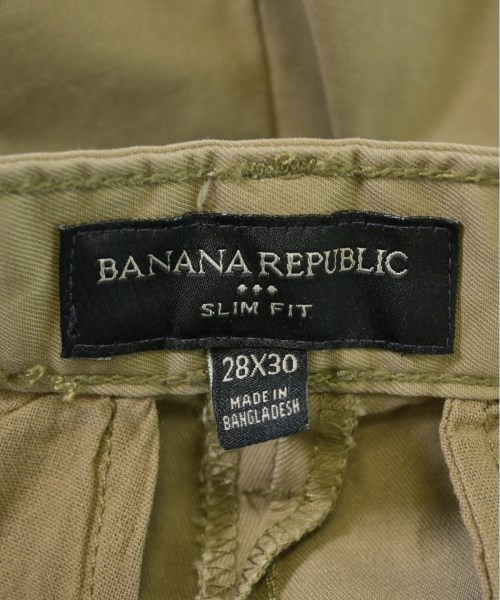 BANANA REPUBLIC
SLIM FIT
28X30
MADE IN
BANGLADESH